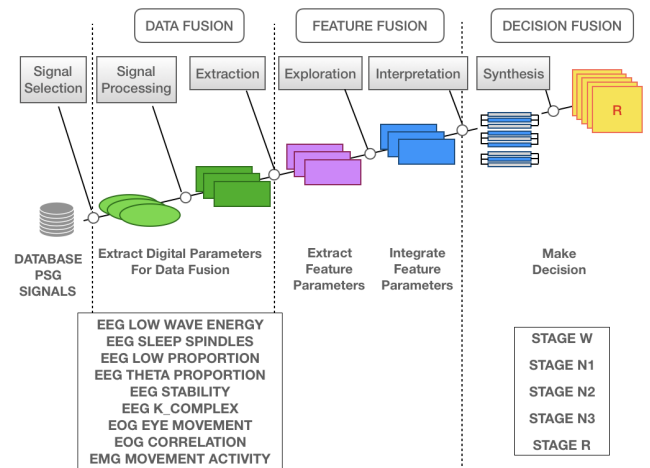 DATA FUSION
FEATURE FUSION
DECISION FUSION
Signal
Selection
Signal
Processing
Extraction
Exploration
Interpretation
Synthesis
R
DATABASE
PSG
SIGNALS
Extract Digital Parameters
For Data Fusion
Extract
Feature
Parameters
Integrate
Feature
Parameters
Make
Decision
EEG LOW WAVE ENERGY
EEG SLEEP SPINDLES
EEG LOW PROPORTION
EEG THETA PROPORTION
EEG STABILITY
EEG K_COMPLEX
EOG EYE MOVEMENT
EOG CORRELATION
EMG MOVEMENT ACTIVITY
STAGE W
STAGE N1
STAGE N2
STAGE N3
STAGE R